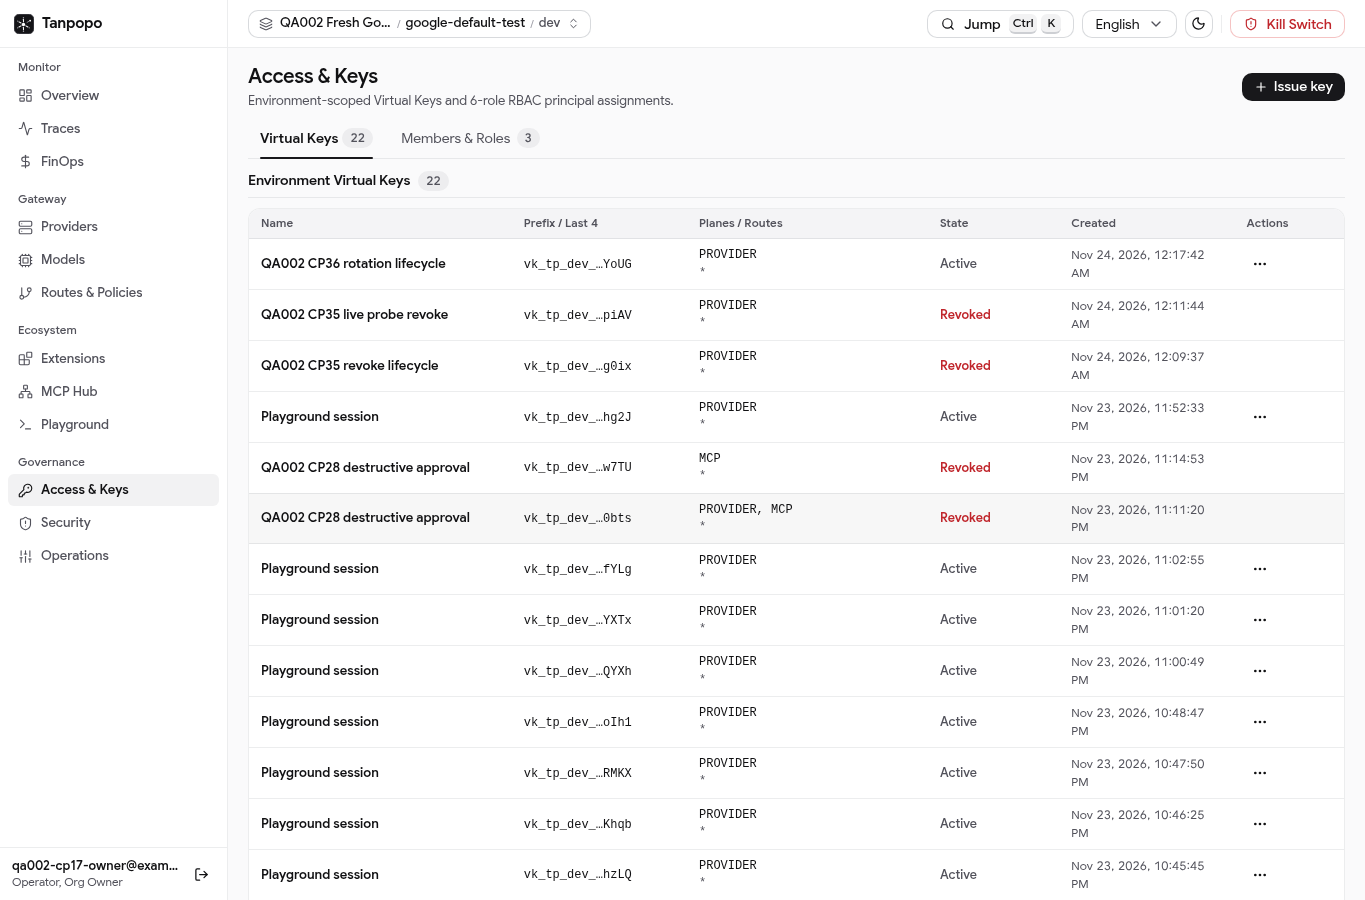 Tanpopo
QA002 Fresh Go... / google-default-test / dev
Jump Ctrl K
English
Kill Switch
Monitor
Overview
Traces
FinOps
Gateway
Providers
Models
Routes & Policies
Ecosystem
Extensions
MCP Hub
Playground
Governance
Access & Keys
Security
Operations
qa002-cp17-owner@exam...
Operator, Org Owner
Access & Keys
Environment-scoped Virtual Keys and 6-role RBAC principal assignments.
+ Issue key
Virtual Keys 22 Members & Roles 3
Environment Virtual Keys 22
Name Prefix / Last 4 Planes / Routes State Created Actions
QA002 CP36 rotation lifecycle vk_tp_dev_…YoUG PROVIDER * Active Nov 24, 2026, 12:17:42 AM ...
QA002 CP35 live probe revoke vk_tp_dev_…piAV PROVIDER * Revoked Nov 24, 2026, 12:11:44 AM
QA002 CP35 revoke lifecycle vk_tp_dev_…g0ix PROVIDER * Revoked Nov 24, 2026, 12:09:37 AM
Playground session vk_tp_dev_…hg2J PROVIDER * Active Nov 23, 2026, 11:52:33 PM ...
QA002 CP28 destructive approval vk_tp_dev_…w7TU MCP * Revoked Nov 23, 2026, 11:14:53 PM
QA002 CP28 destructive approval vk_tp_dev_…0bts PROVIDER, MCP * Revoked Nov 23, 2026, 11:11:20 PM
Playground session vk_tp_dev_…fYLg PROVIDER * Active Nov 23, 2026, 11:02:55 PM ...
Playground session vk_tp_dev_…YXTx PROVIDER * Active Nov 23, 2026, 11:01:20 PM ...
Playground session vk_tp_dev_…QYXh PROVIDER * Active Nov 23, 2026, 11:00:49 PM ...
Playground session vk_tp_dev_…oIh1 PROVIDER * Active Nov 23, 2026, 10:48:47 PM ...
Playground session vk_tp_dev_…RMKX PROVIDER * Active Nov 23, 2026, 10:47:50 PM ...
Playground session vk_tp_dev_…Khqb PROVIDER * Active Nov 23, 2026, 10:46:25 PM ...
Playground session vk_tp_dev_…hzLQ PROVIDER * Active Nov 23, 2026, 10:45:45 PM ...